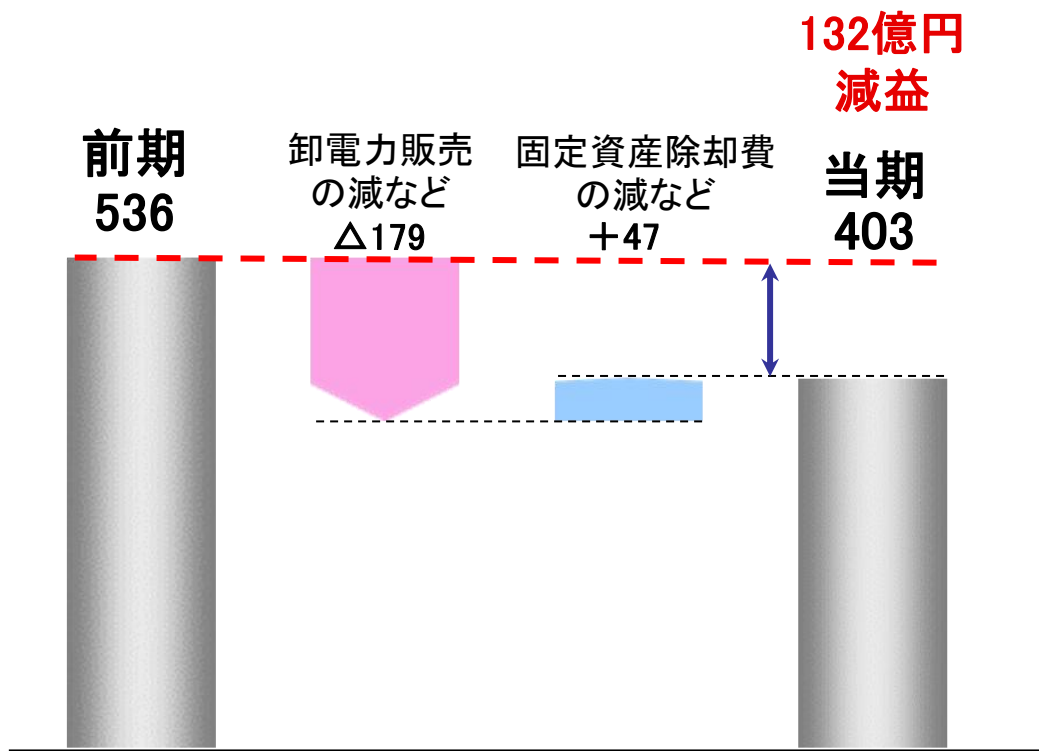 132億円
減益
前期
536
卸電力販売
の減など
△179
固定資産除却費
の減など
＋47
当期
403